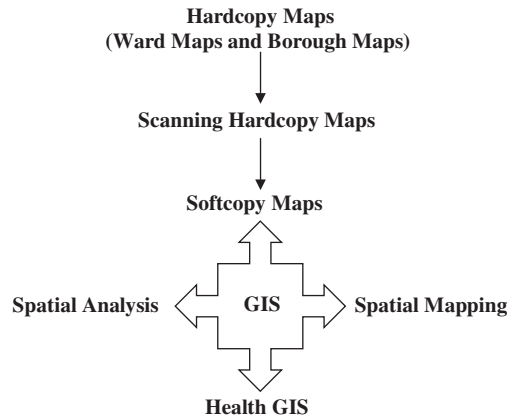 Hardcopy Maps
(Ward Maps and Borough Maps)
Scanning Hardcopy Maps
Softcopy Maps
Spatial Analysis
GIS
Spatial Mapping
Health GIS